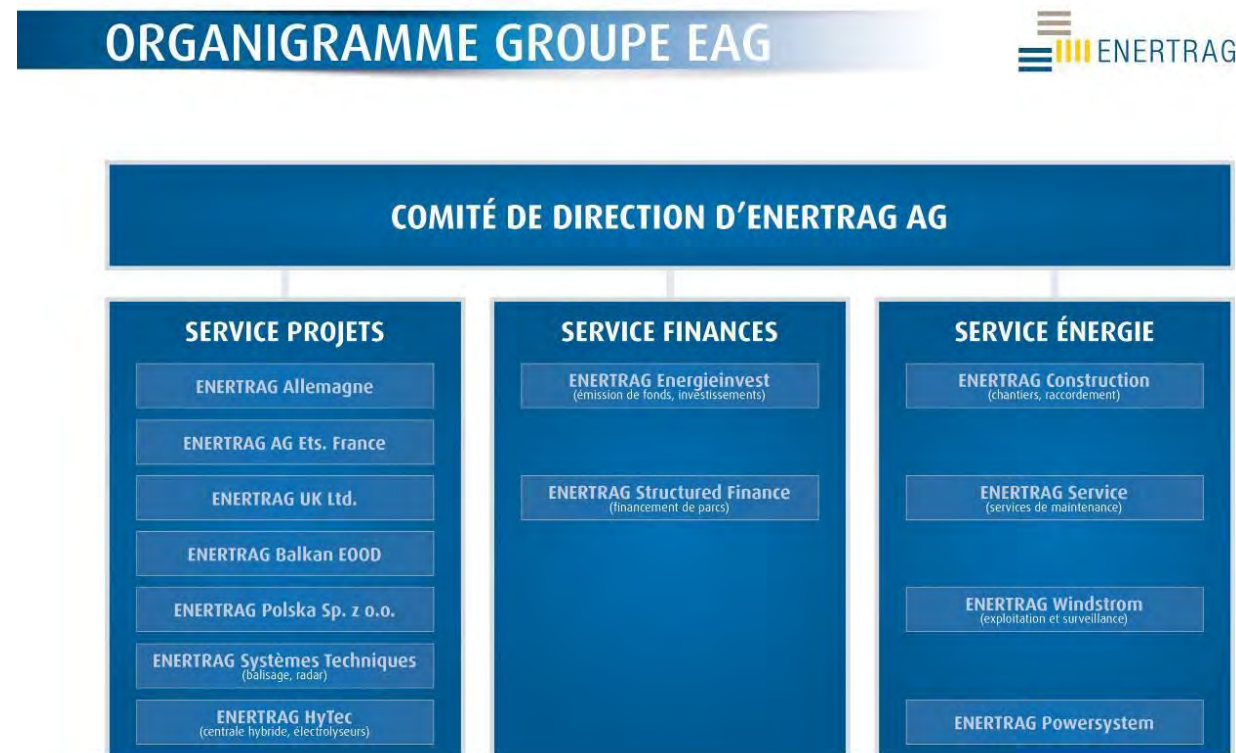 ORGANIGRAMME GROUPE EAG
ENERTRAG
COMITÉ DE DIRECTION D'ENERTRAG AG
SERVICE PROJETS
ENERTRAG Allemagne
ENERTRAG AG Ets. France
ENERTRAG UK Ltd.
ENERTRAG Balkan EOOD
ENERTRAG Polska Sp. z o.o.
ENERTRAG Systèmes Techniques
(balisage, radar)
ENERTRAG HyTec
(centrale hybride, électrolyseurs)
SERVICE FINANCES
ENERTRAG Energieinvest
(émission de fonds, investissements)
ENERTRAG Structured Finance
(financement de parcs)
SERVICE ÉNERGIE
ENERTRAG Construction
(chantiers, raccordement)
ENERTRAG Service
(services de maintenance)
ENERTRAG Windstrom
(exploitation et surveillance)
ENERTRAG Powersystem